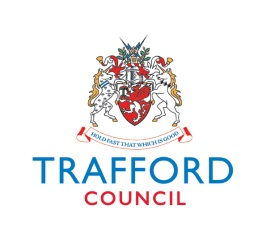 HOLD FAST THAT WHICH IS GOOD
TRAFFORD
COUNCIL